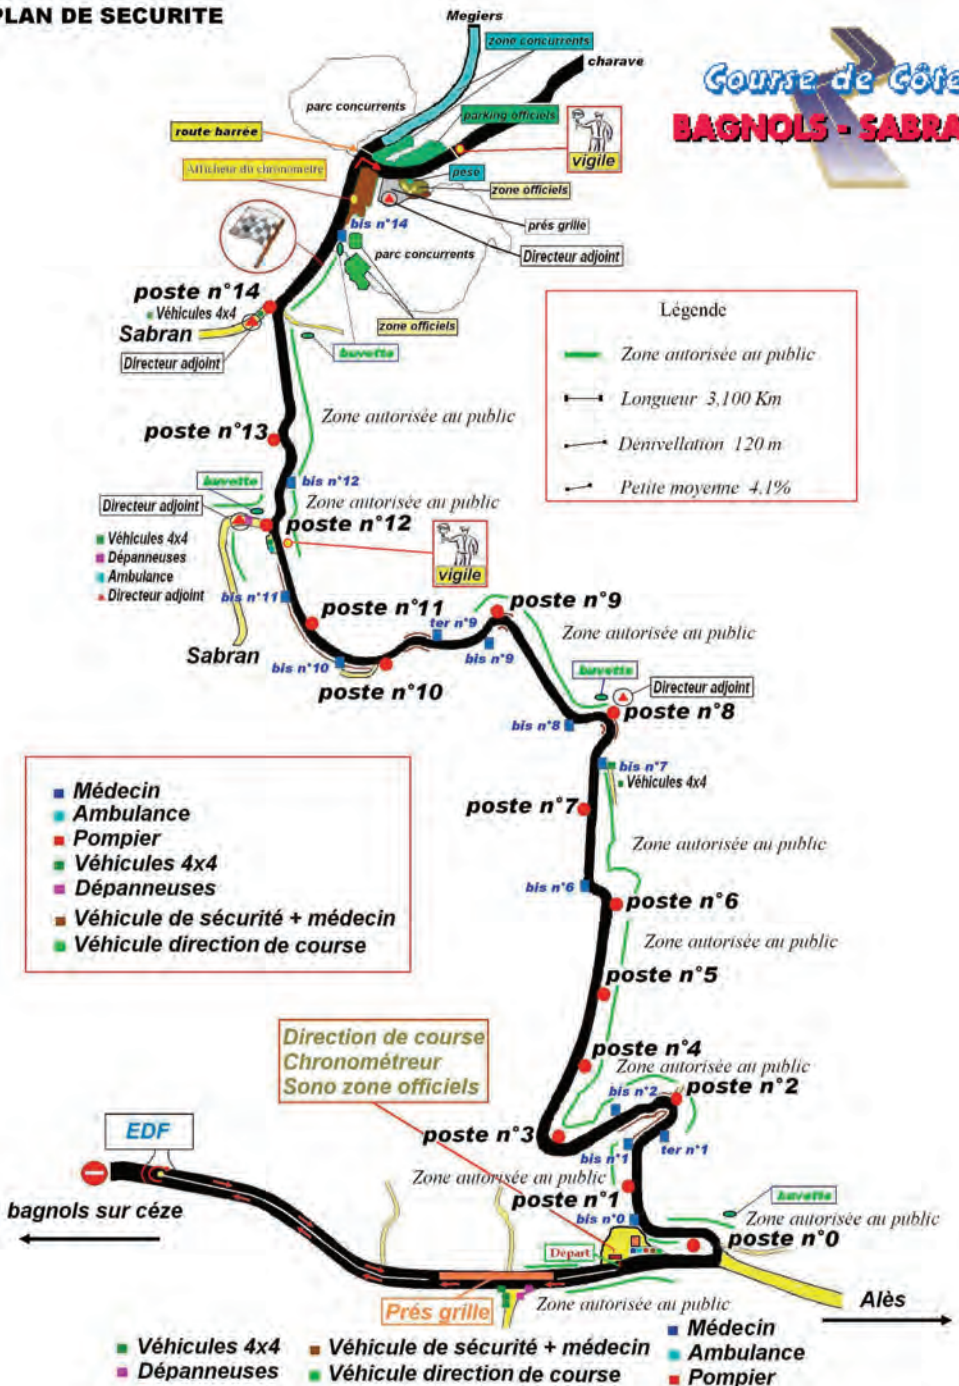 PLAN DE SECURITE
Megiers
zone concurrents
charave
Course de Côte
BAGNOLS - SABRA
parc concurrents
parking officiels
route barrée
vigile
Afficheur du chronometre
pesé
zone officiels
prés grille
bis n°14
parc concurrents
Directeur adjoint
poste n°14
Véhicules 4x4
Sabran
zone officiels
Directeur adjoint
buvette
Légende
Zone autorisée au public
Longueur 3,100 Km
Dénivellation 120 m
Petite moyenne 4,1%
Zone autorisée au public
poste n°13
bis n°12
buvette
Zone autorisée au public
Directeur adjoint
poste n°12
Véhicules 4x4
Dépanneuses
Ambulance
Directeur adjoint
vigile
bis n°11
poste n°11
poste n°9
ter n°9
Zone autorisée au public
Sabran
bis n°10
bis n°9
poste n°10
buvette
Directeur adjoint
poste n°8
bis n°8
bis n°7
Véhicules 4x4
poste n°7
Zone autorisée au public
bis n°6
poste n°6
Zone autorisée au public
poste n°5
Médecin
Ambulance
Pompier
Véhicules 4x4
Dépanneuses
Véhicule de sécurité + médecin
Véhicule direction de course
Direction de course
Chronométreur
Sono zone officiels
poste n°4
Zone autorisée au public
bis n°2
poste n°2
poste n°3
bis n°1
ter n°1
EDF
Zone autorisée au public
poste n°1
buvette
bis n°0
Zone autorisée au public
poste n°0
bagnols sur céze
Départ
Prés grille
Zone autorisée au public
Alès
Véhicules 4x4
Dépanneuses
Véhicule de sécurité + médecin
Véhicule direction de course
Médecin
Ambulance
Pompier